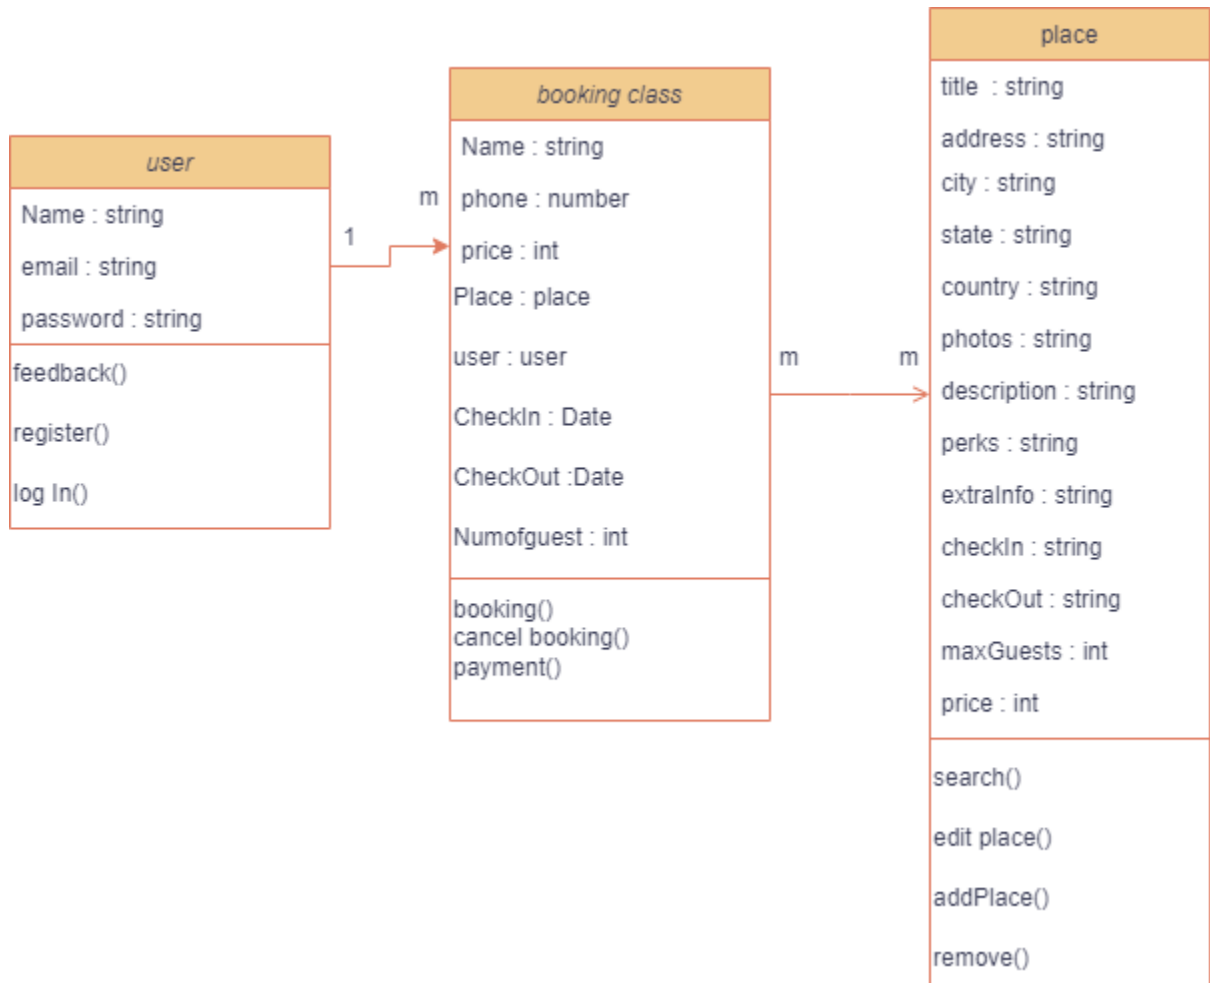 user
Name : string
email : string
password : string
feedback()
register()
log In()
1
m
booking class
Name : string
phone : number
price : int
Place : place
user : user
CheckIn : Date
CheckOut :Date
Numofguest : int
booking()
cancel booking()
payment()
m
m
place
title : string
address : string
city : string
state : string
country : string
photos : string
description : string
perks : string
extraInfo : string
checkIn : string
checkOut : string
maxGuests : int
price : int
search()
edit place()
addPlace()
remove()